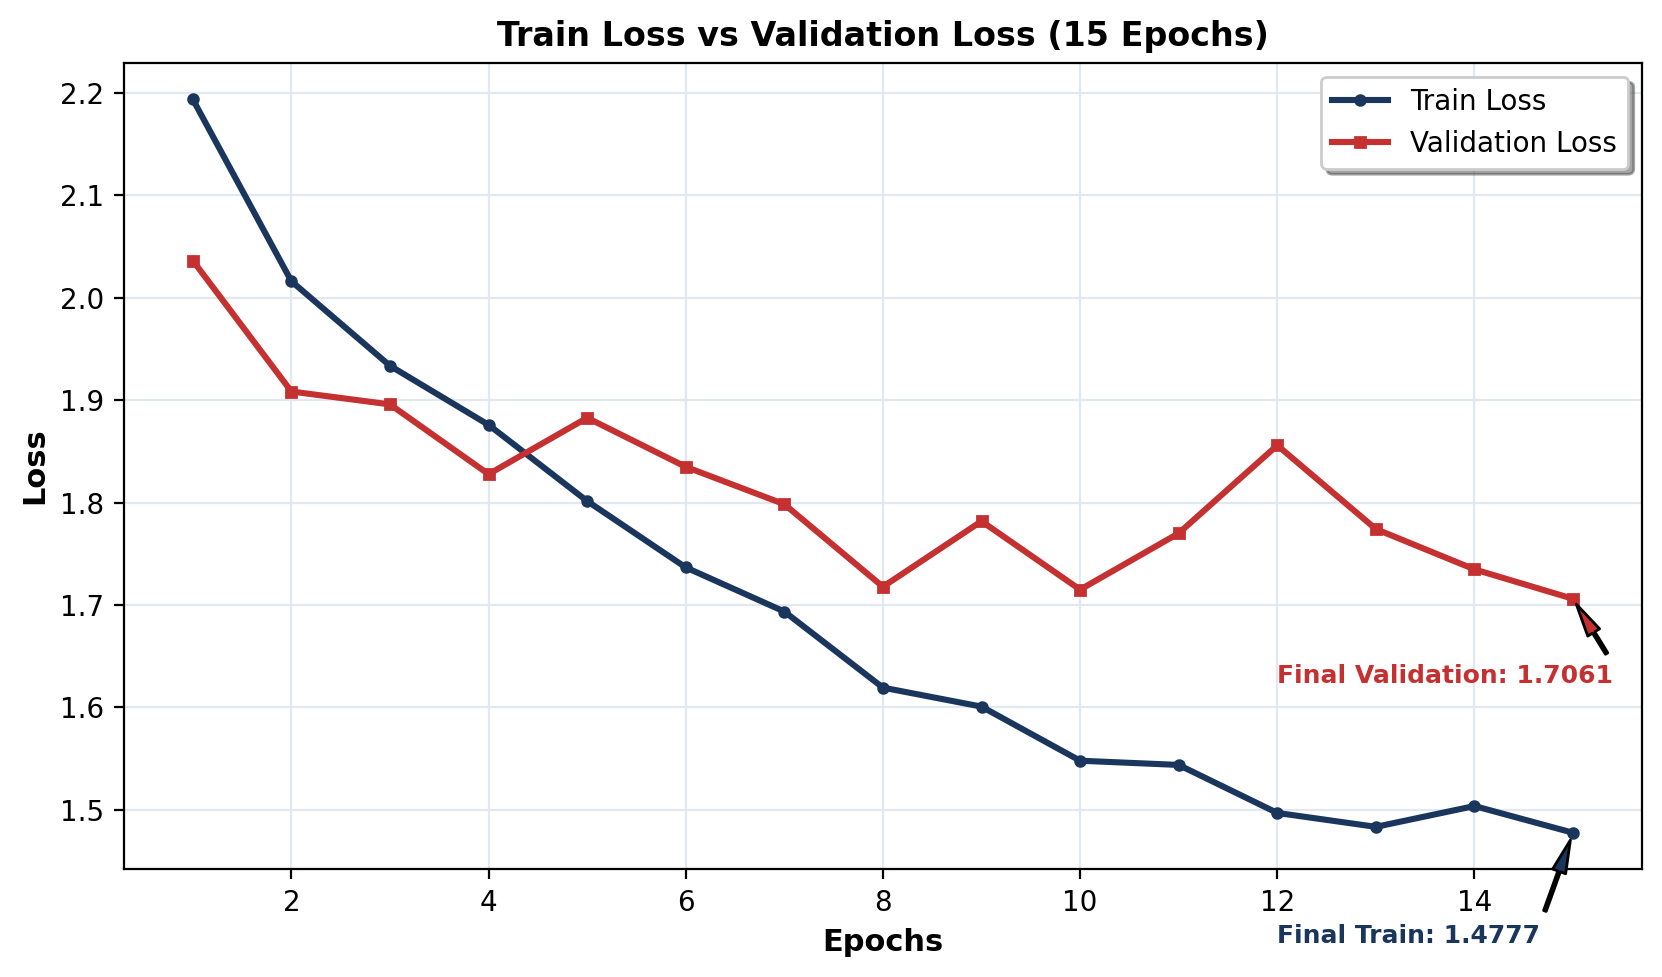 Train Loss vs Validation Loss (15 Epochs)
Train Loss
Validation Loss
Loss
2.2
2.1
2.0
1.9
1.8
1.7
1.6
1.5
Final Validation: 1.7061
2 4 6 8 10 12 14
Epochs
Final Train: 1.4777